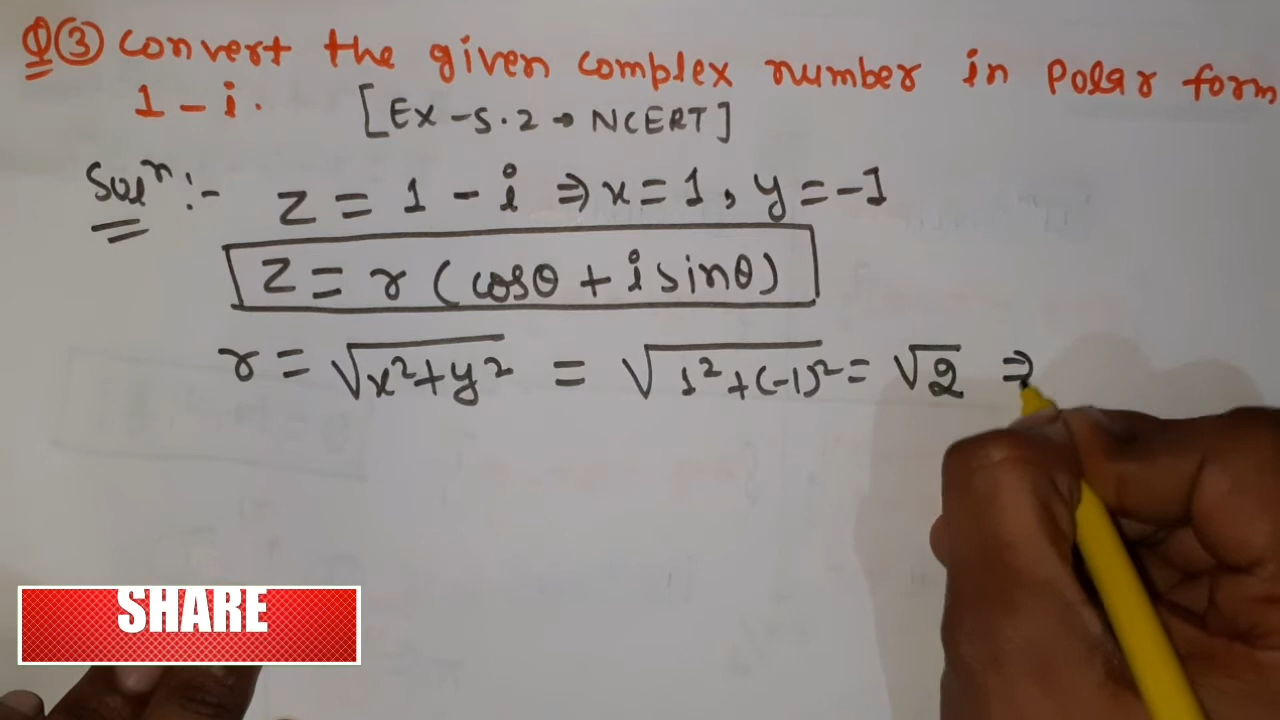 Q③ convert the given complex number in Polar form
1 - i. [EX-5.2 → NCERT]
Solⁿ :- z = 1 - i ⇒ x = 1, y = -1
z = r (cosθ + i sinθ)
r = √x²+y² = √1²+(-1)² = √2 ⇒
SHARE